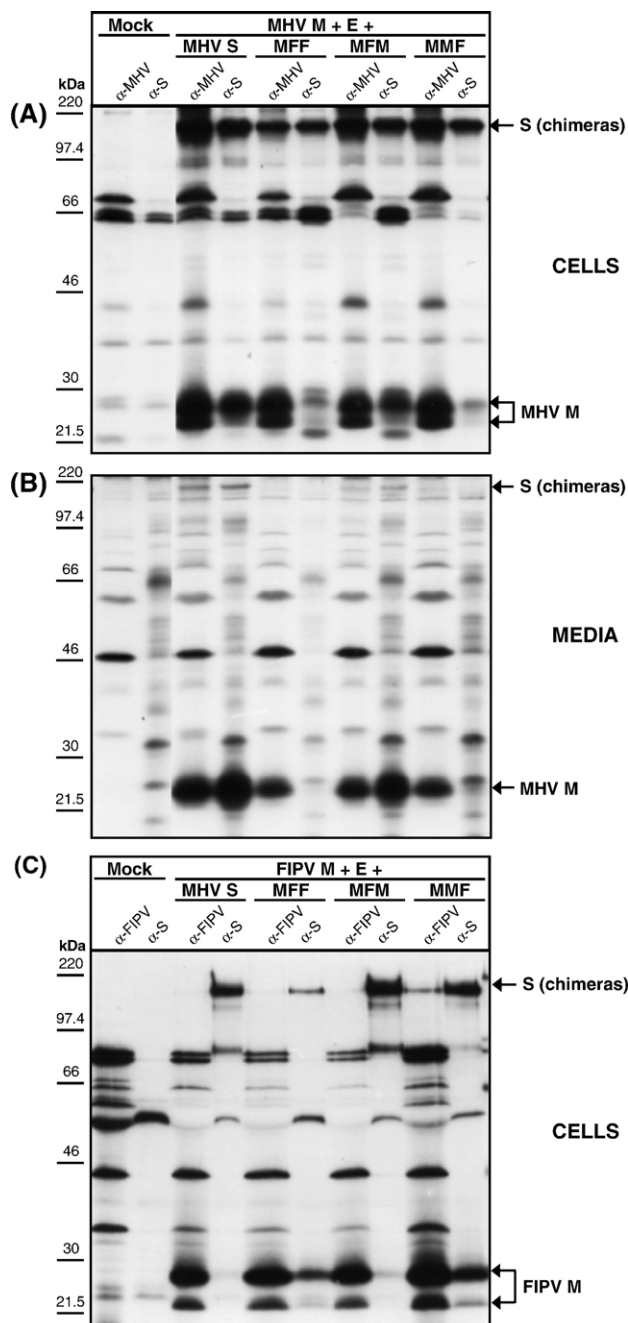 Mock MHV M + E +
MHV S MFF MFM MMF
kDa α-MHV α-S α-MHV α-S α-MHV α-S α-MHV α-S α-MHV α-S
(A)
220
S (chimeras)
97.4
66
CELLS
46
30
MHV M
21.5
(B)
220
S (chimeras)
97.4
66
MEDIA
46
30
MHV M
21.5
(C)
Mock FIPV M + E +
MHV S MFF MFM MMF
kDa α-FIPV α-S α-FIPV α-S α-FIPV α-S α-FIPV α-S α-FIPV α-S
220
S (chimeras)
97.4
66
CELLS
46
30
FIPV M
21.5